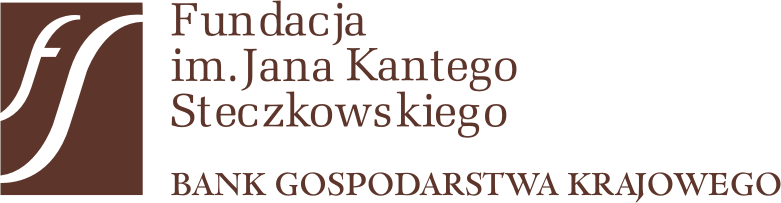 Fundacja
im. Jana Kantego
Steczkowskiego
BANK GOSPODARSTWA KRAJOWEGO